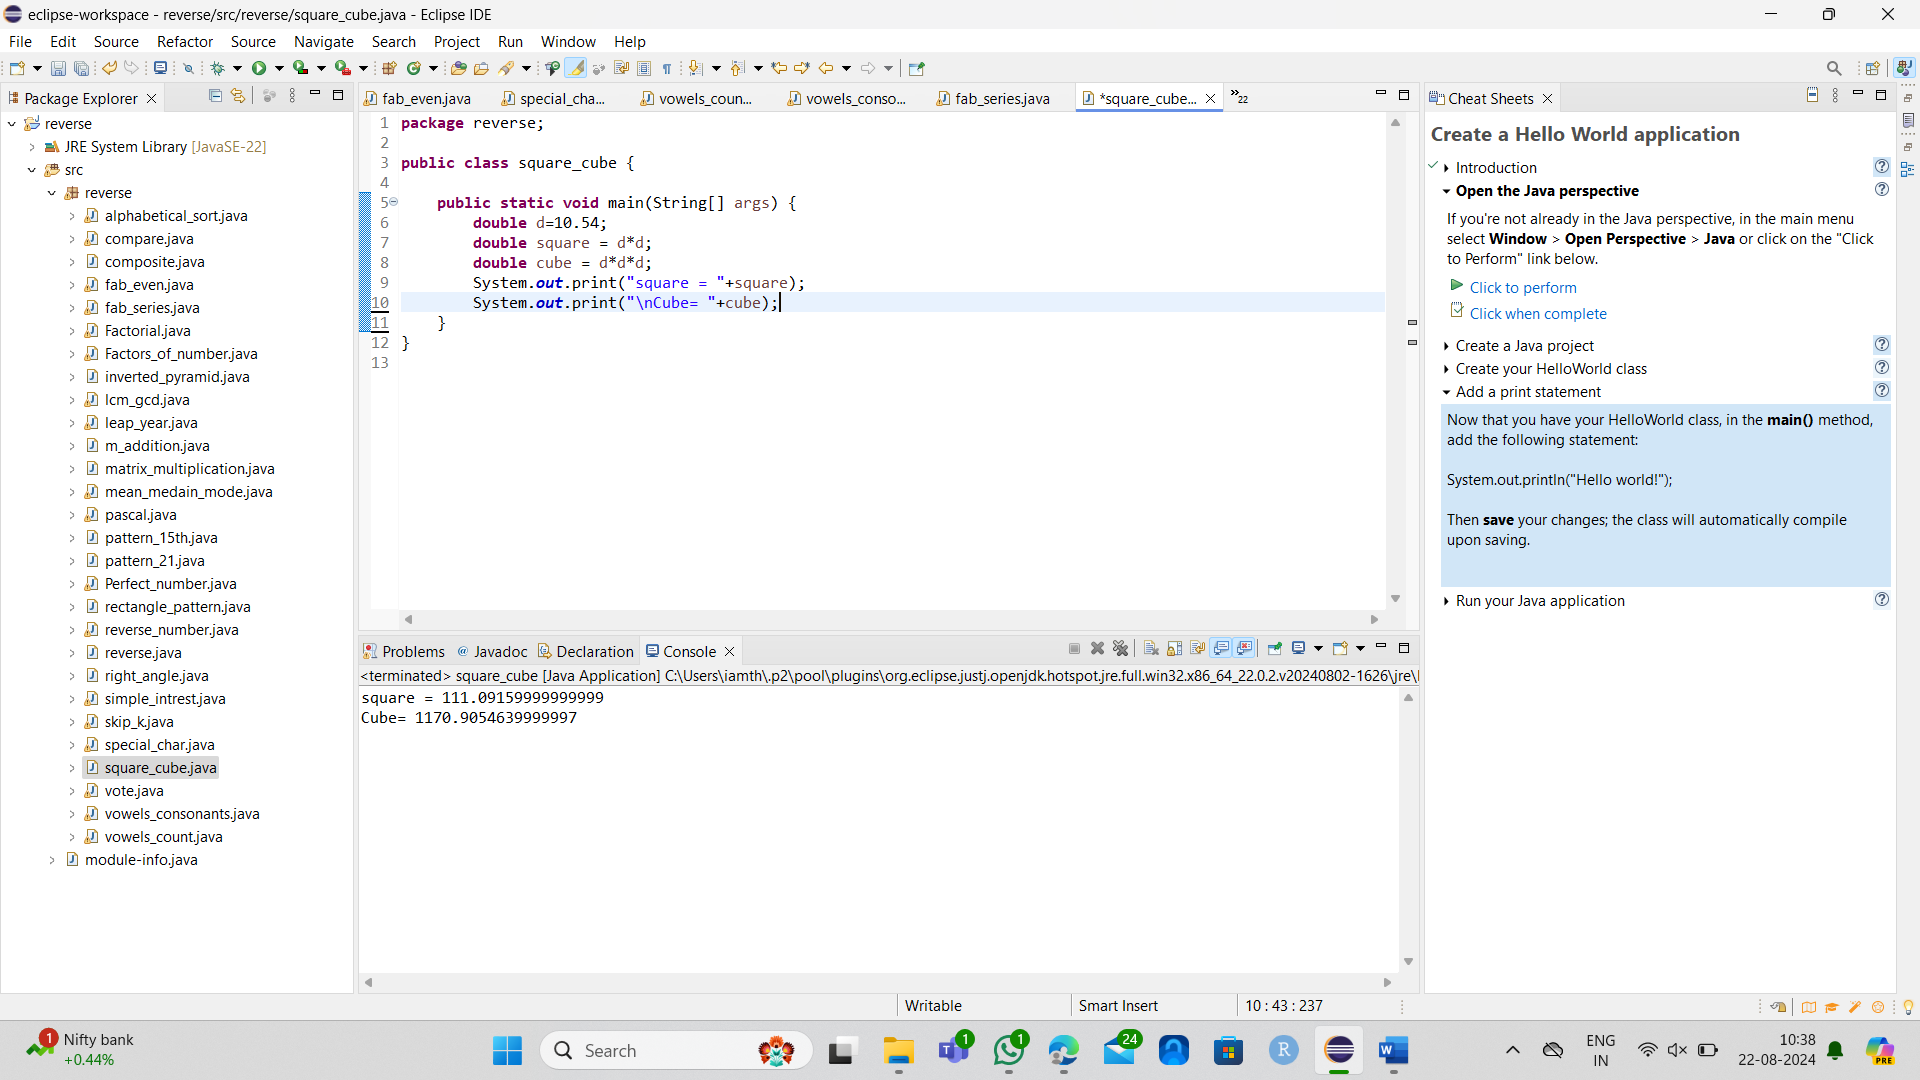 eclipse-workspace - reverse/src/reverse/square_cube.java - Eclipse IDE
File Edit Source Refactor Source Navigate Search Project Run Window Help
Package Explorer
reverse
JRE System Library [JavaSE-22]
src
reverse
alphabetical_sort.java
compare.java
composite.java
fab_even.java
fab_series.java
Factorial.java
Factors_of_number.java
inverted_pyramid.java
lcm_gcd.java
leap_year.java
m_addition.java
matrix_multiplication.java
mean_medain_mode.java
pascal.java
pattern_15th.java
pattern_21.java
Perfect_number.java
rectangle_pattern.java
reverse_number.java
reverse.java
right_angle.java
simple_intrest.java
skip_k.java
special_char.java
square_cube.java
vote.java
vowels_consonants.java
vowels_count.java
module-info.java
fab_even.java special_cha... vowels_coun... vowels_conso... fab_series.java *square_cube... »22
1 package reverse;
2
3 public class square_cube {
4
5 public static void main(String[] args) {
6 double d=10.54;
7 double square = d*d;
8 double cube = d*d*d;
9 System.out.print("square = "+square);
10 System.out.print("\nCube= "+cube);
11 }
12 }
13
Problems @ Javadoc Declaration Console
<terminated> square_cube [Java Application] C:\Users\iamth\.p2\pool\plugins\org.eclipse.justj.openjdk.hotspot.jre.full.win32.x86_64_22.0.2.v20240802-1626\jre\
square = 111.09159999999999
Cube= 1170.9054639999997
Cheat Sheets
Create a Hello World application
Introduction
Open the Java perspective
If you're not already in the Java perspective, in the main menu
select Window > Open Perspective > Java or click on the "Click
to Perform" link below.
Click to perform
Click when complete
Create a Java project
Create your HelloWorld class
Add a print statement
Now that you have your HelloWorld class, in the main() method,
add the following statement:
System.out.println("Hello world!");
Then save your changes; the class will automatically compile
upon saving.
Run your Java application
Writable Smart Insert 10 : 43 : 237
1
Nifty bank
+0.44%
Search
1
1
24
R
W
PRE
ENG
IN
10:38
22-08-2024